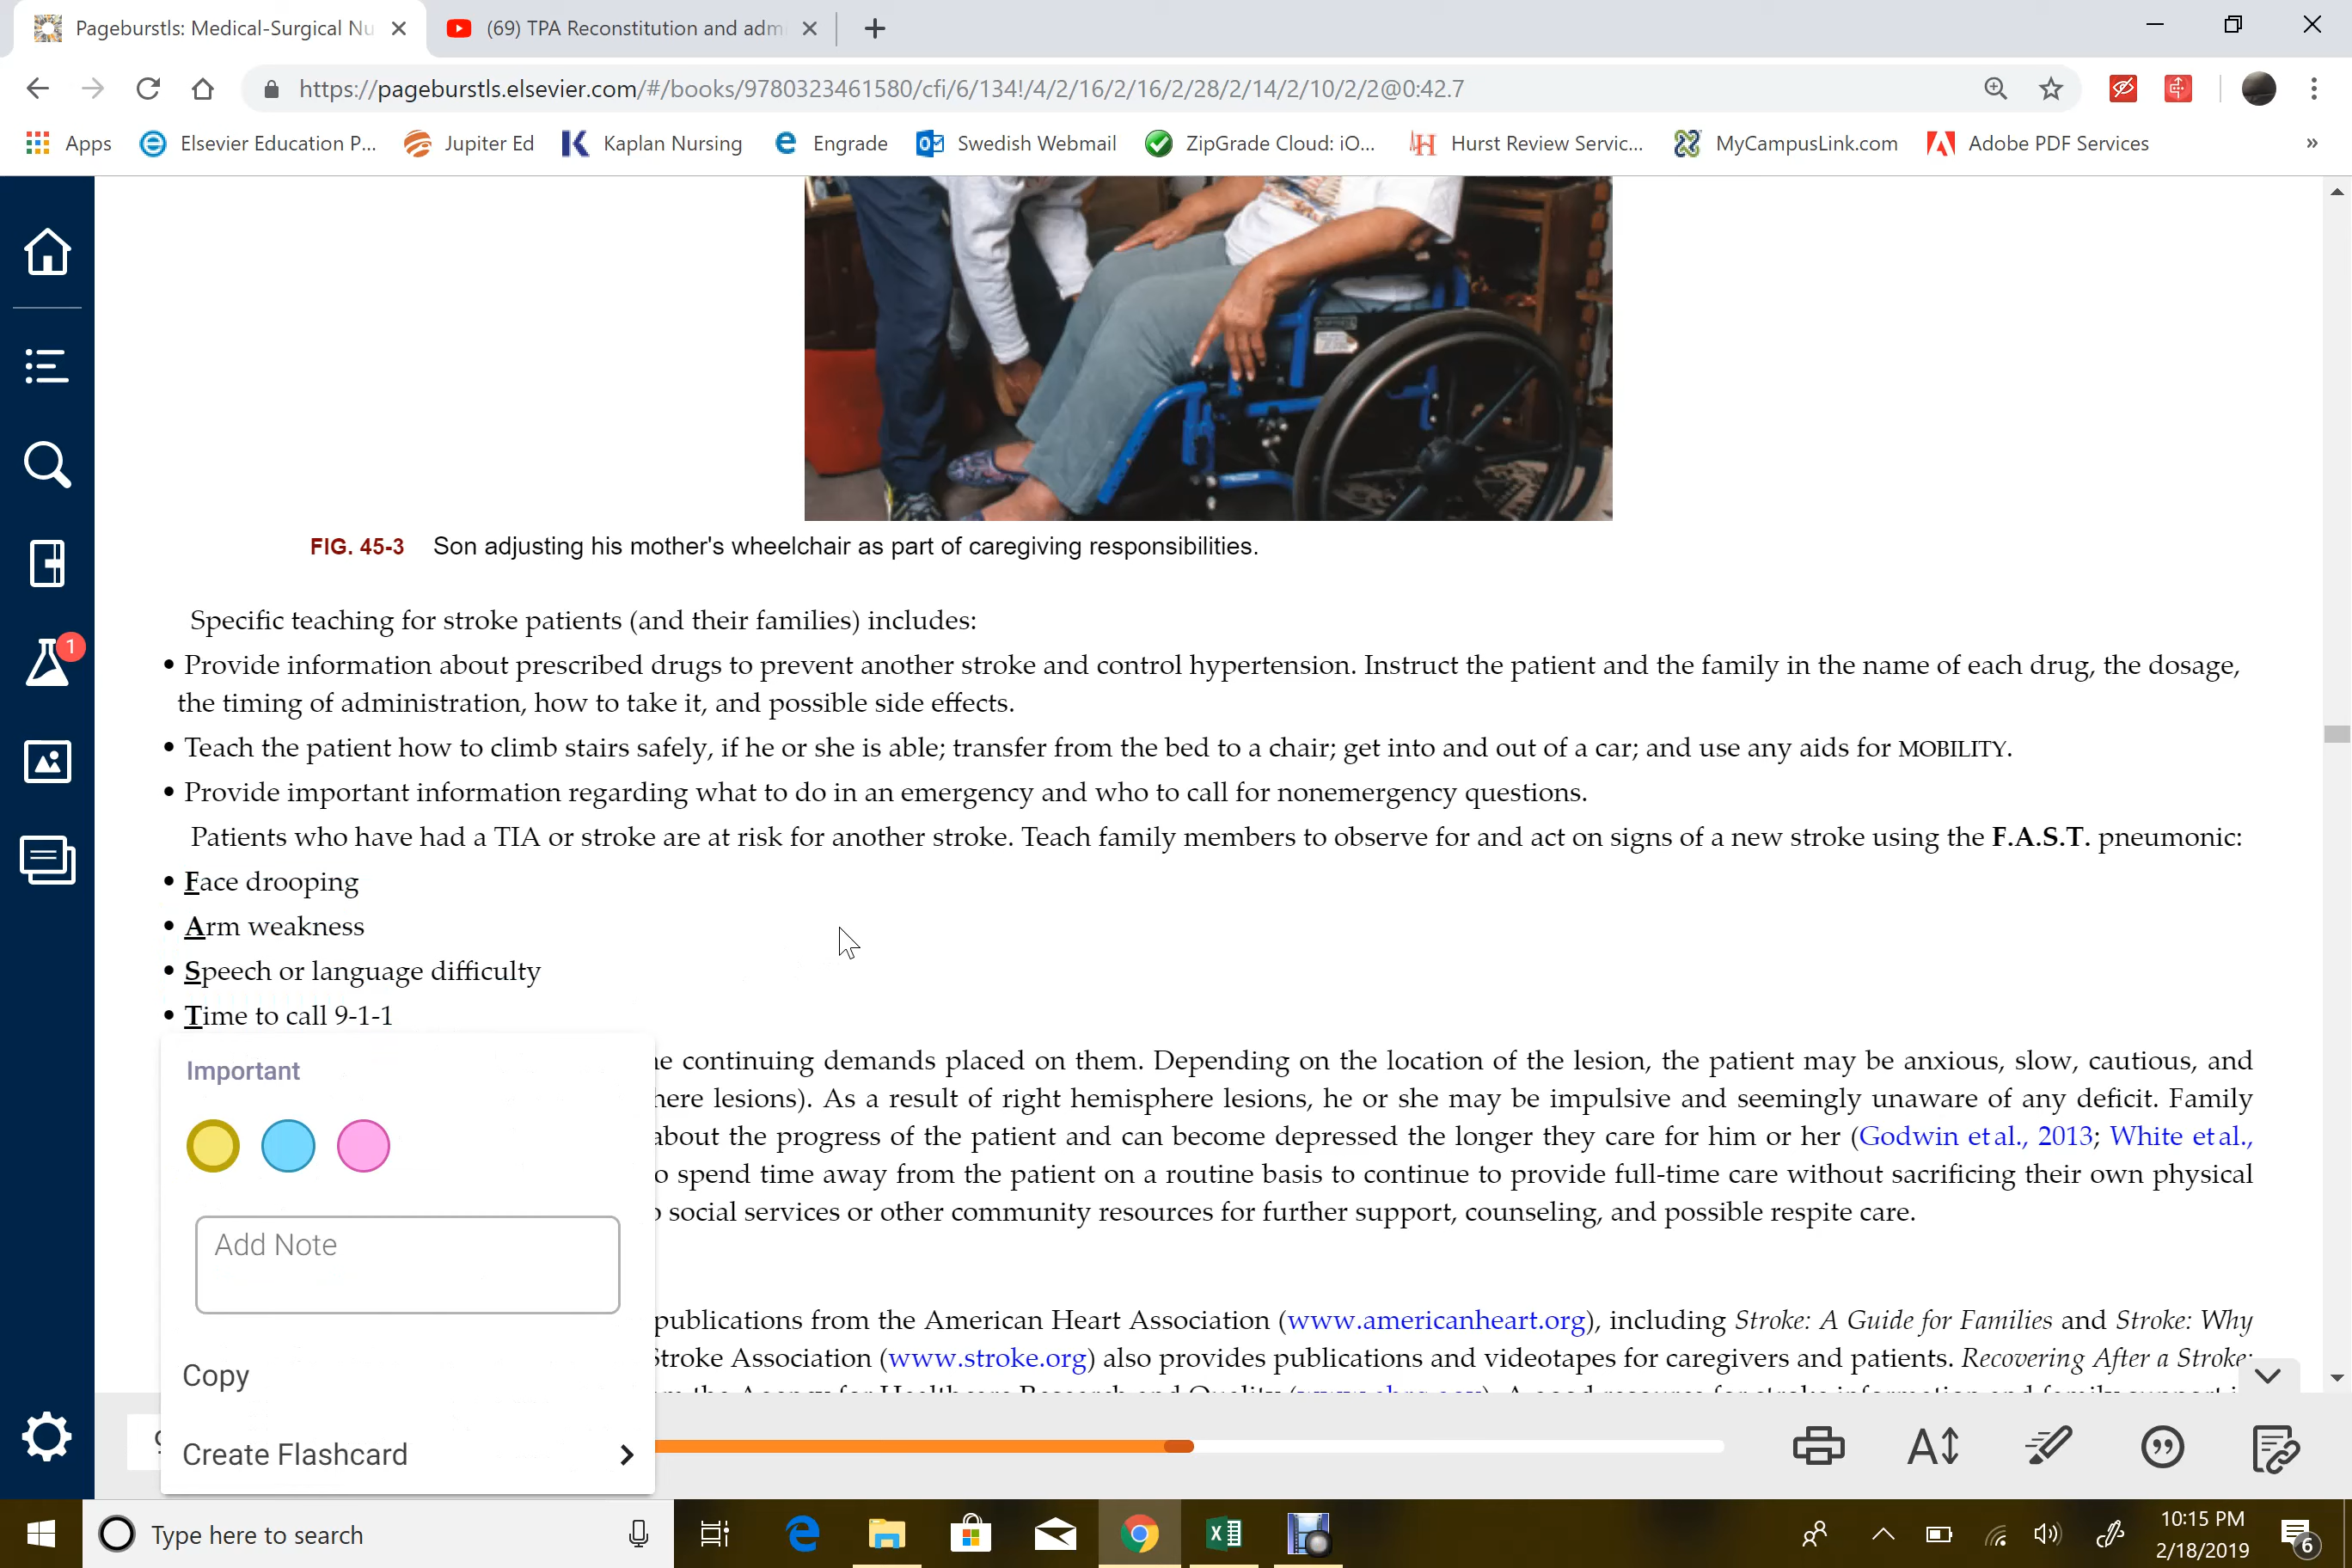 Pageburstls: Medical-Surgical Nu
(69) TPA Reconstitution and adm
https://pageburstls.elsevier.com/#/books/9780323461580/cfi/6/134!/4/2/16/2/16/2/28/2/14/2/10/2/2@0:42.7
Apps Elsevier Education P... Jupiter Ed Kaplan Nursing Engrade Swedish Webmail ZipGrade Cloud: iO... Hurst Review Servic... MyCampusLink.com Adobe PDF Services »
FIG. 45-3 Son adjusting his mother's wheelchair as part of caregiving responsibilities.
Specific teaching for stroke patients (and their families) includes:
• Provide information about prescribed drugs to prevent another stroke and control hypertension. Instruct the patient and the family in the name of each drug, the dosage,
the timing of administration, how to take it, and possible side effects.
• Teach the patient how to climb stairs safely, if he or she is able; transfer from the bed to a chair; get into and out of a car; and use any aids for MOBILITY.
• Provide important information regarding what to do in an emergency and who to call for nonemergency questions.
Patients who have had a TIA or stroke are at risk for another stroke. Teach family members to observe for and act on signs of a new stroke using the F.A.S.T. pneumonic:
• Face drooping
• Arm weakness
• Speech or language difficulty
• Time to call 9-1-1
continuing demands placed on them. Depending on the location of the lesion, the patient may be anxious, slow, cautious, and
lesions). As a result of right hemisphere lesions, he or she may be impulsive and seemingly unaware of any deficit. Family
about the progress of the patient and can become depressed the longer they care for him or her (Godwin et al., 2013; White et al.,
spend time away from the patient on a routine basis to continue to provide full-time care without sacrificing their own physical
social services or other community resources for further support, counseling, and possible respite care.
publications from the American Heart Association (www.americanheart.org), including Stroke: A Guide for Families and Stroke: Why
Stroke Association (www.stroke.org) also provides publications and videotapes for caregivers and patients. Recovering After a Stroke:
Important
Add Note
Copy
Create Flashcard
1
A
Type here to search
10:15 PM
2/18/2019
6